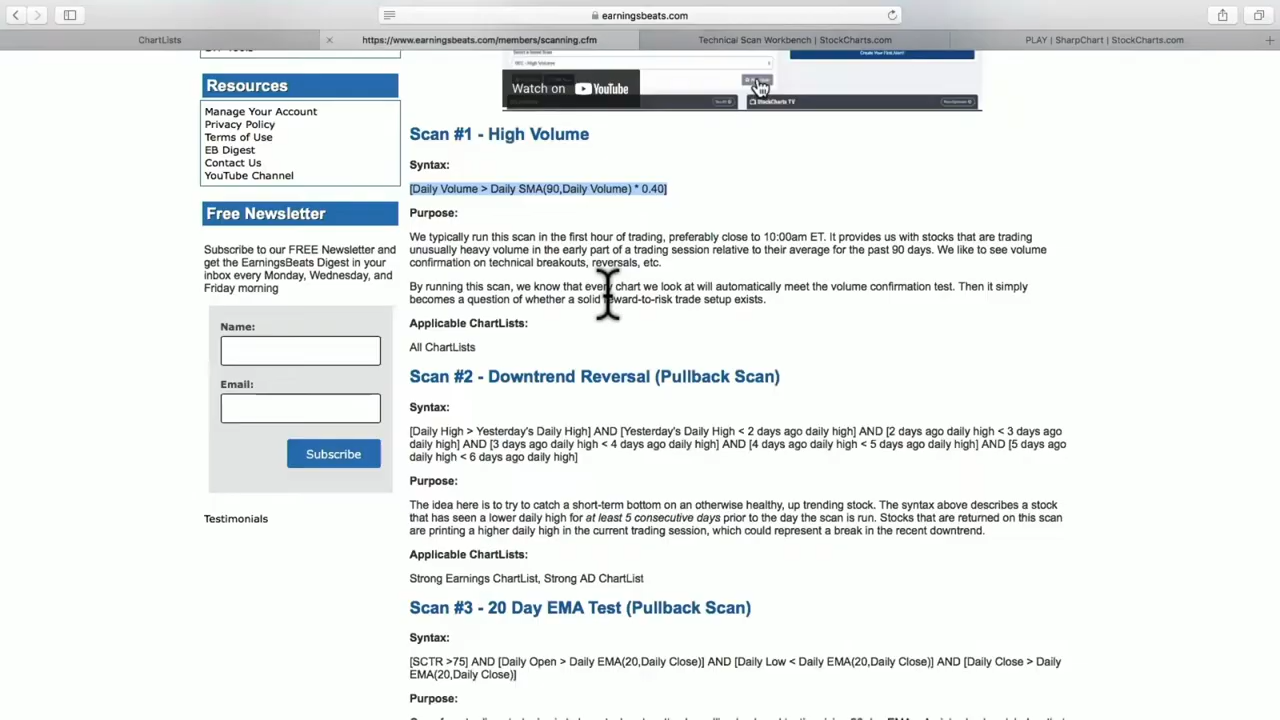 earningsbeats.com
ChartLists
https://www.earningsbeats.com/members/scanning.cfm
Technical Scan Workbench | StockCharts.com
PLAY | SharpChart | StockCharts.com
Resources
Manage Your Account
Privacy Policy
Terms of Use
EB Digest
Contact Us
YouTube Channel
Free Newsletter
Subscribe to our FREE Newsletter and
get the EarningsBeats Digest in your
inbox every Monday, Wednesday, and
Friday morning
Name:
Email:
Subscribe
Testimonials
001 - High Volumes
Create Your First Alert!
Watch on YouTube
StockCharts TV
Scan #1 - High Volume
Syntax:
[Daily Volume > Daily SMA(90,Daily Volume) * 0.40]
Purpose:
We typically run this scan in the first hour of trading, preferably close to 10:00am ET. It provides us with stocks that are trading
unusually heavy volume in the early part of a trading session relative to their average for the past 90 days. We like to see volume
confirmation on technical breakouts, reversals, etc.
By running this scan, we know that every chart we look at will automatically meet the volume confirmation test. Then it simply
becomes a question of whether a solid reward-to-risk trade setup exists.
Applicable ChartLists:
All ChartLists
Scan #2 - Downtrend Reversal (Pullback Scan)
Syntax:
[Daily High > Yesterday's Daily High] AND [Yesterday's Daily High < 2 days ago daily high] AND [2 days ago daily high < 3 days ago
daily high] AND [3 days ago daily high < 4 days ago daily high] AND [4 days ago daily high < 5 days ago daily high] AND [5 days
ago daily high < 6 days ago daily high]
Purpose:
The idea here is to try to catch a short-term bottom on an otherwise healthy, up trending stock. The syntax above describes a stock
that has seen a lower daily high for at least 5 consecutive days prior to the day the scan is run. Stocks that are returned on this scan
are printing a higher daily high in the current trading session, which could represent a break in the recent downtrend.
Applicable ChartLists:
Strong Earnings ChartList, Strong AD ChartList
Scan #3 - 20 Day EMA Test (Pullback Scan)
Syntax:
[SCTR >75] AND [Daily Open > Daily EMA(20,Daily Close)] AND [Daily Low < Daily EMA(20,Daily Close)] AND [Daily Close > Daily
EMA(20,Daily Close)]
Purpose: